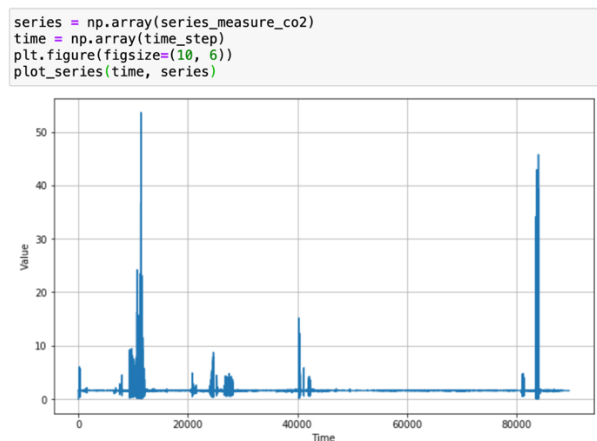 series = np.array(series_measure_co2)
time = np.array(time_step)
plt.figure(figsize=(10, 6))
plot_series(time, series)
50
40
30
20
10
0
Value
0 20000 40000 60000 80000
Time